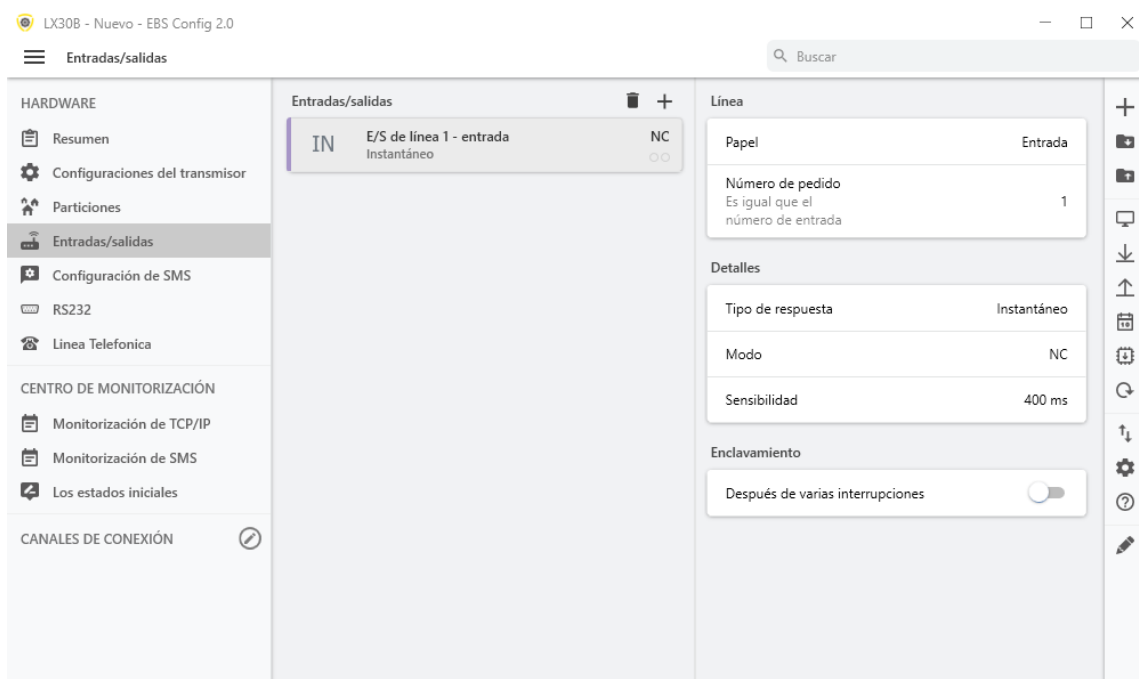 LX30B - Nuevo - EBS Config 2.0
Entradas/salidas
Buscar
HARDWARE
Resumen
Configuraciones del transmisor
Particiones
Entradas/salidas
Configuración de SMS
RS232
Linea Telefonica
CENTRO DE MONITORIZACIÓN
Monitorización de TCP/IP
Monitorización de SMS
Los estados iniciales
CANALES DE CONEXIÓN
Entradas/salidas
IN
E/S de línea 1 - entrada
NC
Instantáneo
Línea
Papel
Entrada
Número de pedido
Es igual que el
número de entrada
1
Detalles
Tipo de respuesta
Instantáneo
Modo
NC
Sensibilidad
400 ms
Enclavamiento
Después de varias interrupciones